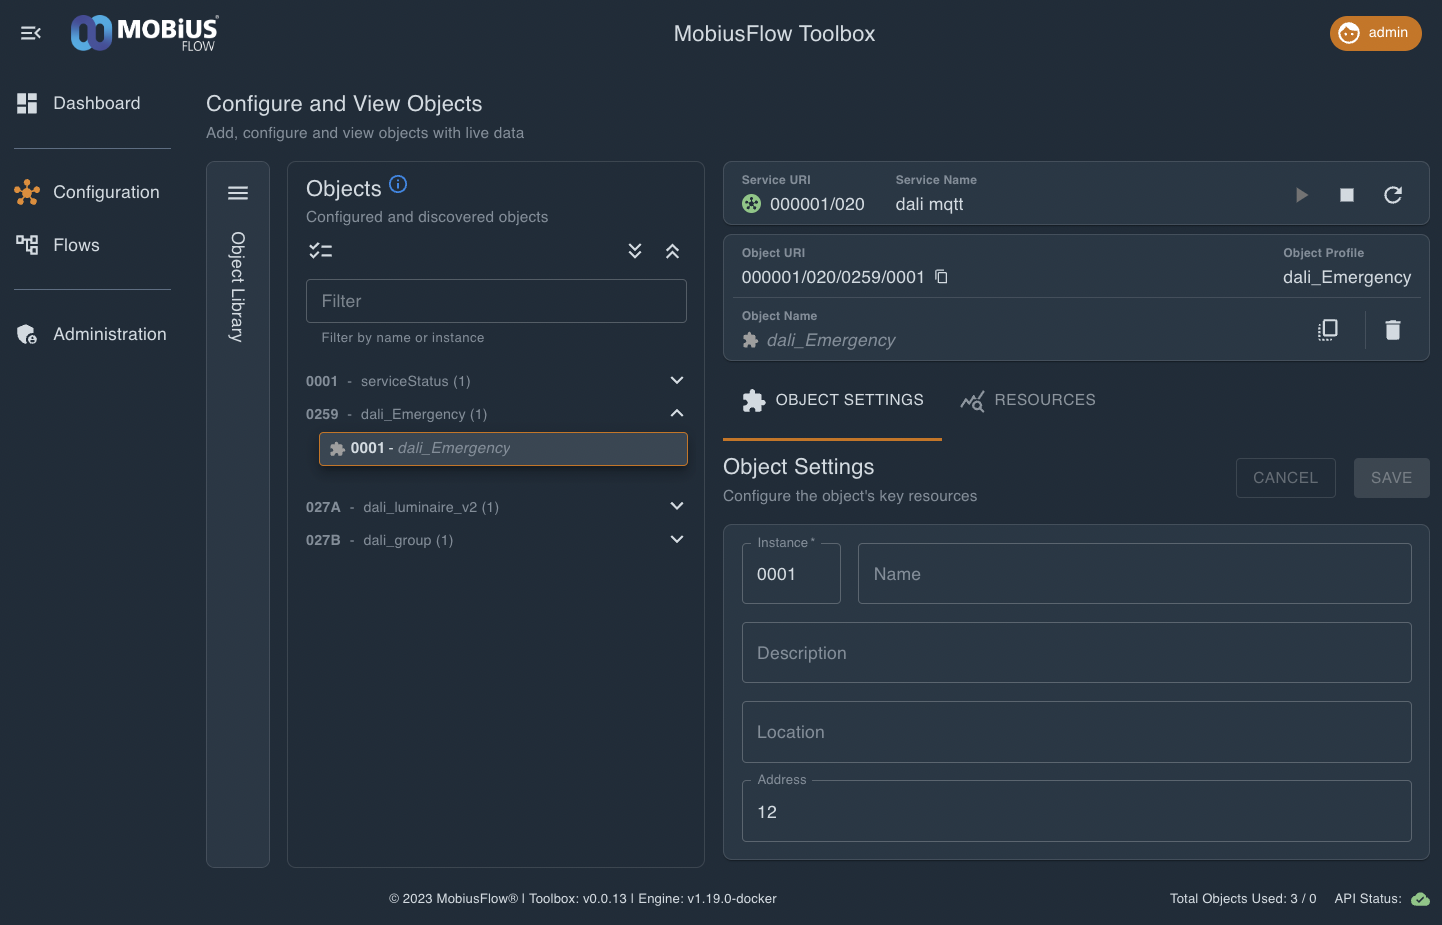 MOBiUS
FLOW
MobiusFlow Toolbox
admin
Dashboard
Configuration
Flows
Administration
Configure and View Objects
Add, configure and view objects with live data
Object Library
Objects
Configured and discovered objects
Filter
Filter by name or instance
0001 - serviceStatus (1)
0259 - dali_Emergency (1)
0001 - dali_Emergency
027A - dali_luminaire_v2 (1)
027B - dali_group (1)
Service URI
000001/020
Service Name
dali mqtt
Object URI
000001/020/0259/0001
Object Profile
dali_Emergency
Object Name
dali_Emergency
OBJECT SETTINGS
RESOURCES
Object Settings
Configure the object's key resources
CANCEL
SAVE
Instance *
0001
Name
Description
Location
Address
12
© 2023 MobiusFlow® | Toolbox: v0.0.13 | Engine: v1.19.0-docker
Total Objects Used: 3 / 0
API Status: